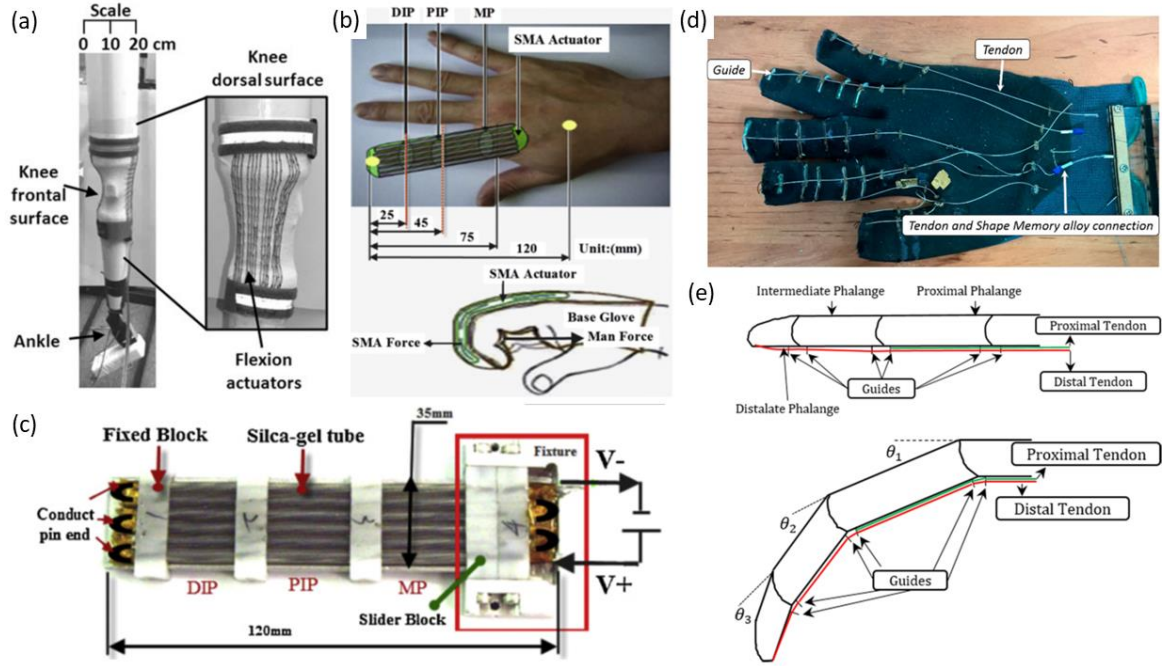 (a)
Scale
0 10 20 cm
Knee
dorsal surface
Knee
frontal
surface
Ankle
Flexion
actuators
(b)
DIP PIP MP
SMA Actuator
25
45
75
120 Unit:(mm)
SMA Actuator
Base Glove
SMA Force
Man Force
(c)
35mm
Fixed Block
Silca-gel tube
Fixture
V-
Conduct
pin end
DIP
PIP
MP
V+
Slider Block
120mm
(d)
Tendon
Guide
Tendon and Shape Memory alloy connection
(e)
Intermediate Phalange
Proximal Phalange
Proximal Tendon
Guides
Distal Tendon
Distalate Phalange
θ1
Proximal Tendon
Distal Tendon
θ2
Guides
θ3